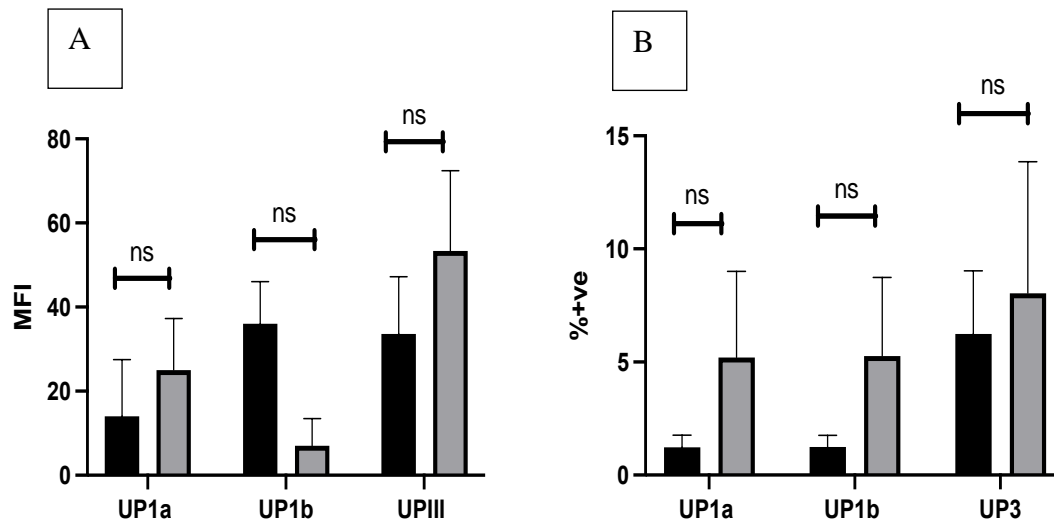 A
80
60
40
20
0
MFI
ns
ns
ns
UP1a UP1b UPIII
B
15
10
5
0
%+ve
ns
ns
ns
UP1a UP1b UP3